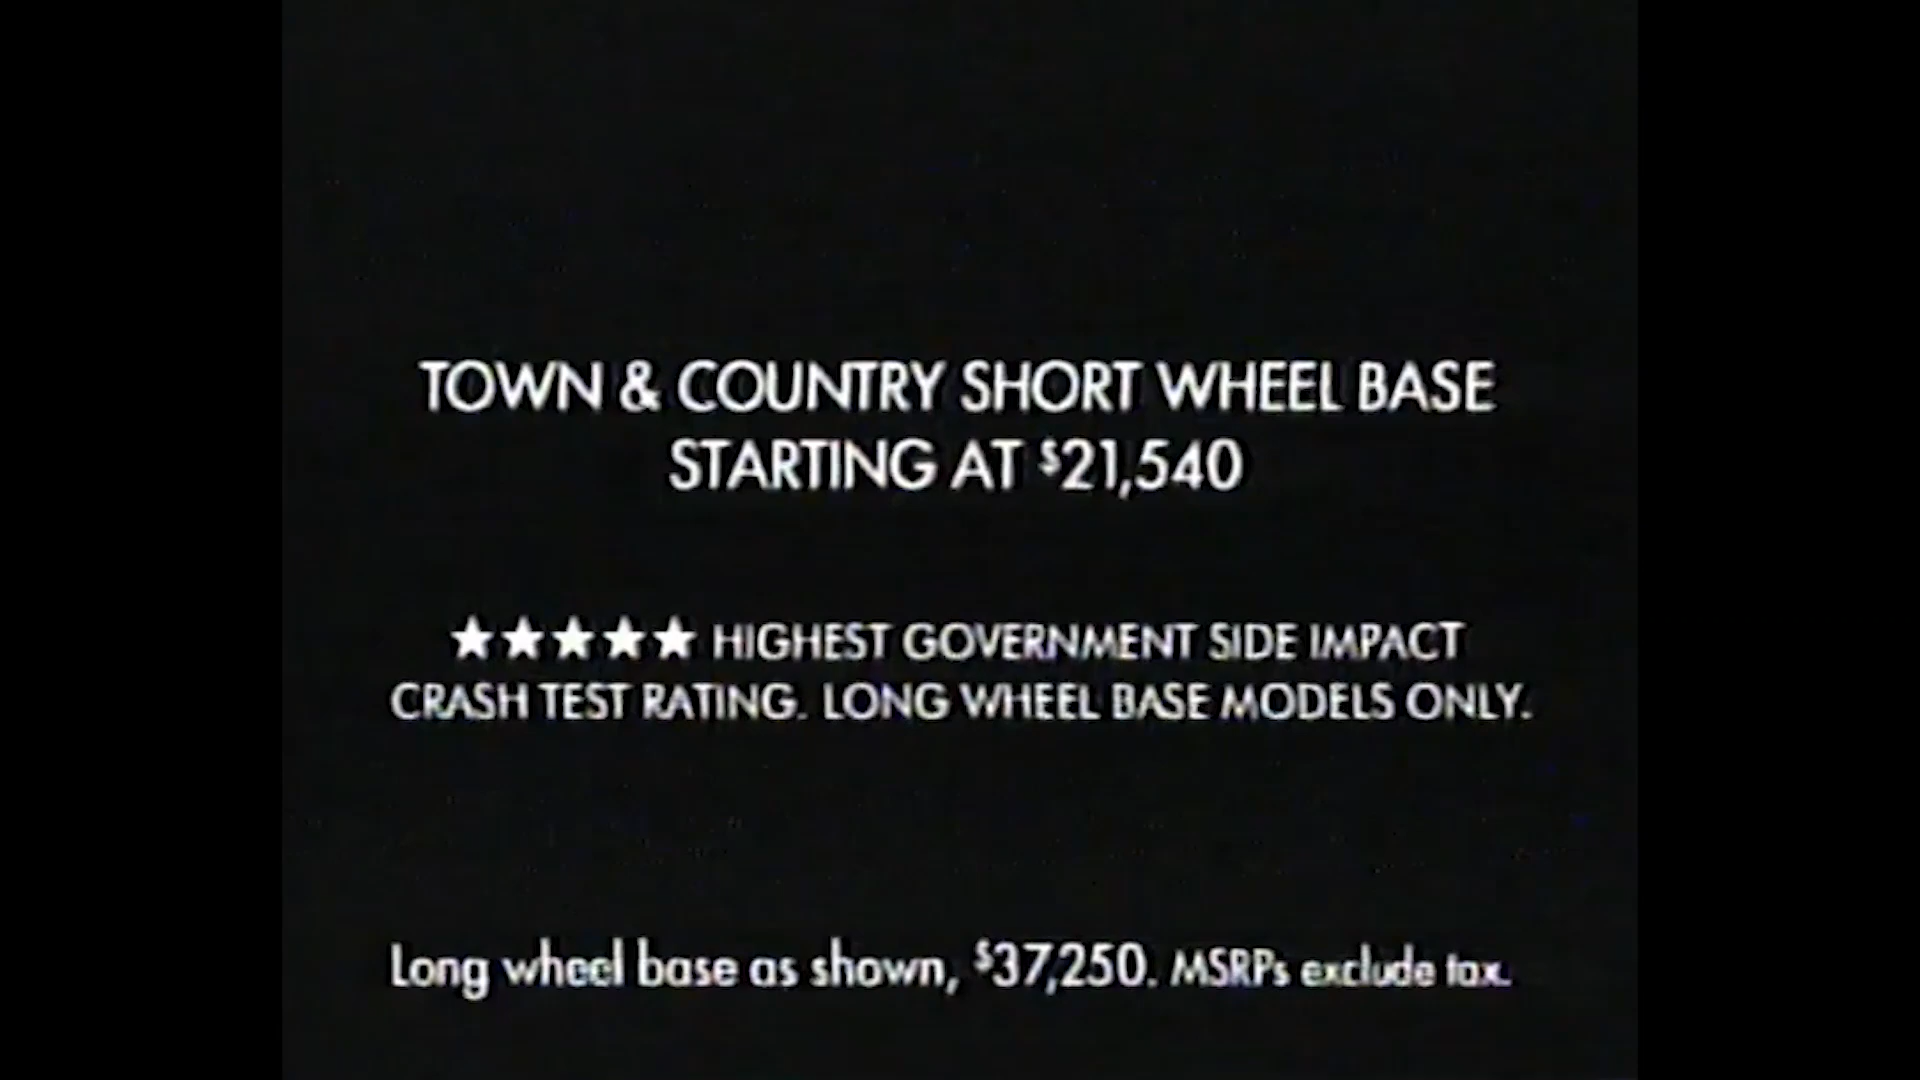 TOWN & COUNTRY SHORT WHEEL BASE
STARTING AT $21,540
★★★★★ HIGHEST GOVERNMENT SIDE IMPACT
CRASH TEST RATING. LONG WHEEL BASE MODELS ONLY.
Long wheel base as shown, $37,250. MSRPs exclude tax.